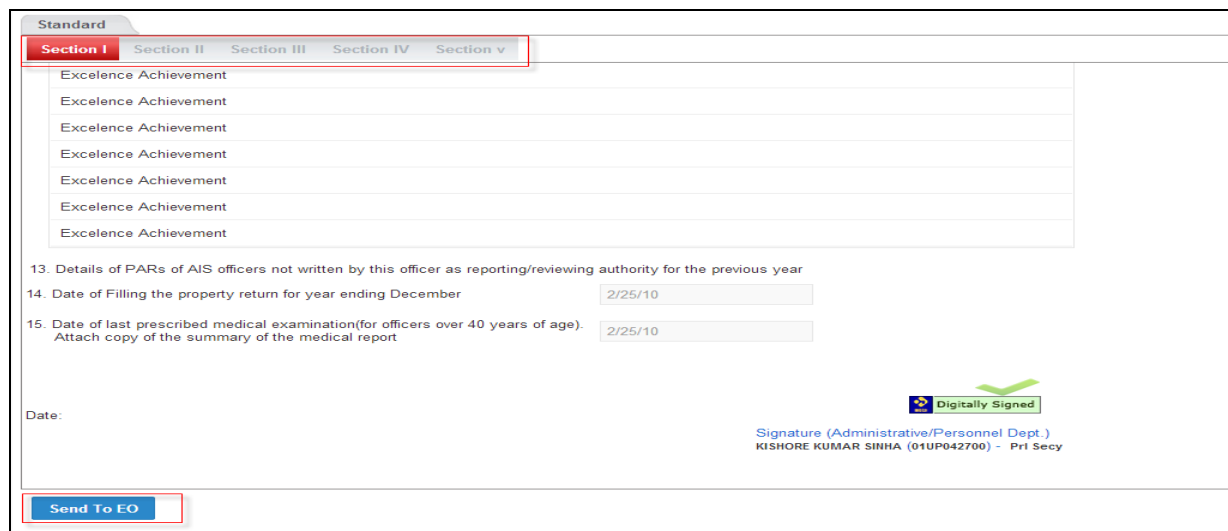 Standard
Section I Section II Section III Section IV Section v
Excelence Achievement
Excelence Achievement
Excelence Achievement
Excelence Achievement
Excelence Achievement
Excelence Achievement
Excelence Achievement
13. Details of PARs of AIS officers not written by this officer as reporting/reviewing authority for the previous year
14. Date of Filling the property return for year ending December 2/25/10
15. Date of last prescribed medical examination(for officers over 40 years of age). 2/25/10
Attach copy of the summary of the medical report
Digitally Signed
Date:
Signature (Administrative/Personnel Dept.)
KISHORE KUMAR SINHA (01UP042700) - Prl Secy
Send To EO